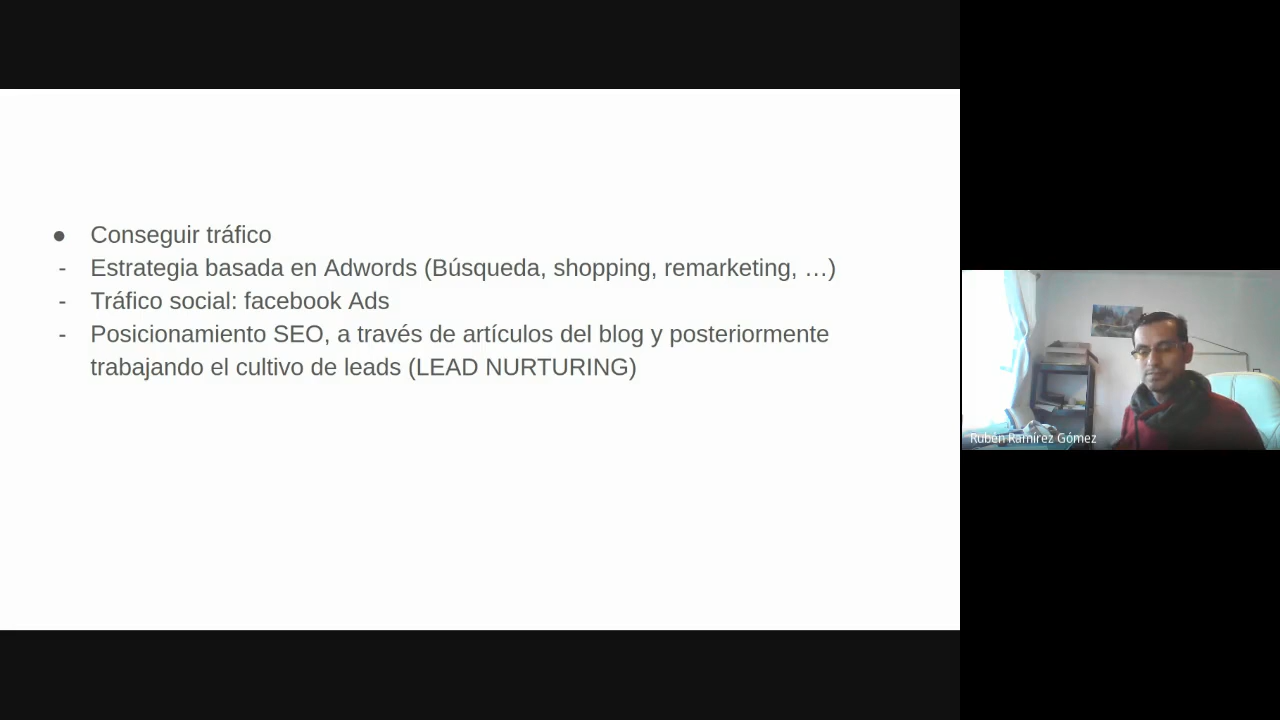 ● Conseguir tráfico
- Estrategia basada en Adwords (Búsqueda, shopping, remarketing, …)
- Tráfico social: facebook Ads
- Posicionamiento SEO, a través de artículos del blog y posteriormente
trabajando el cultivo de leads (LEAD NURTURING)
Rubén Ramírez Gómez